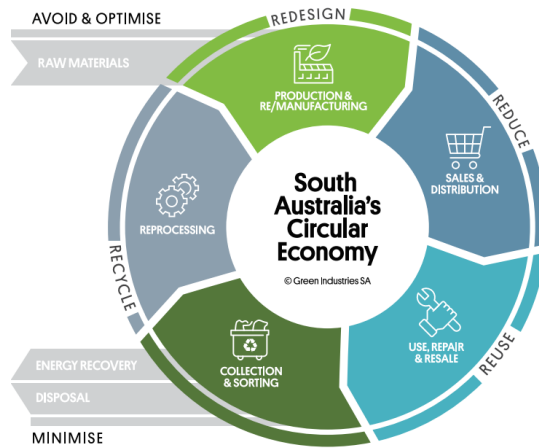 AVOID & OPTIMISE
RAW MATERIALS
REDESIGN
PRODUCTION &
RE/MANUFACTURING
REDUCE
SALES &
DISTRIBUTION
REUSE
USE, REPAIR
& RESALE
COLLECTION
& SORTING
RECYCLE
REPROCESSING
South
Australia's
Circular
Economy
© Green Industries SA
ENERGY RECOVERY
DISPOSAL
MINIMISE